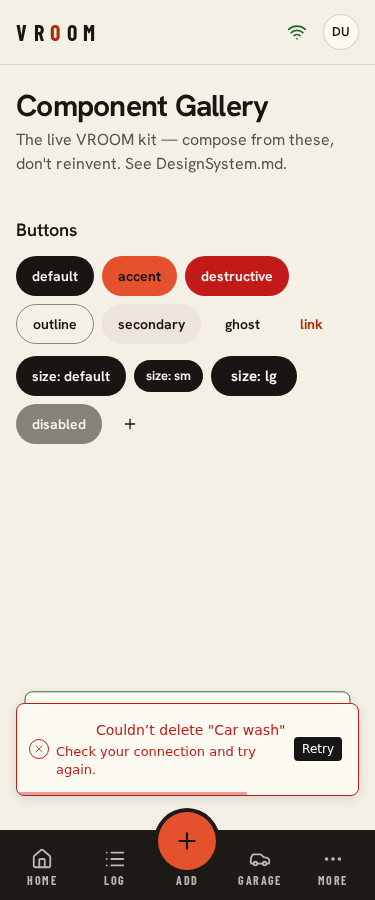 VROOM
DU
Component Gallery
The live VROOM kit — compose from these,
don't reinvent. See DesignSystem.md.
Buttons
default accent destructive
outline secondary ghost link
size: default size: sm size: lg
disabled +
Couldn’t delete "Car wash"
Check your connection and try
again.
Retry
HOME LOG ADD GARAGE MORE